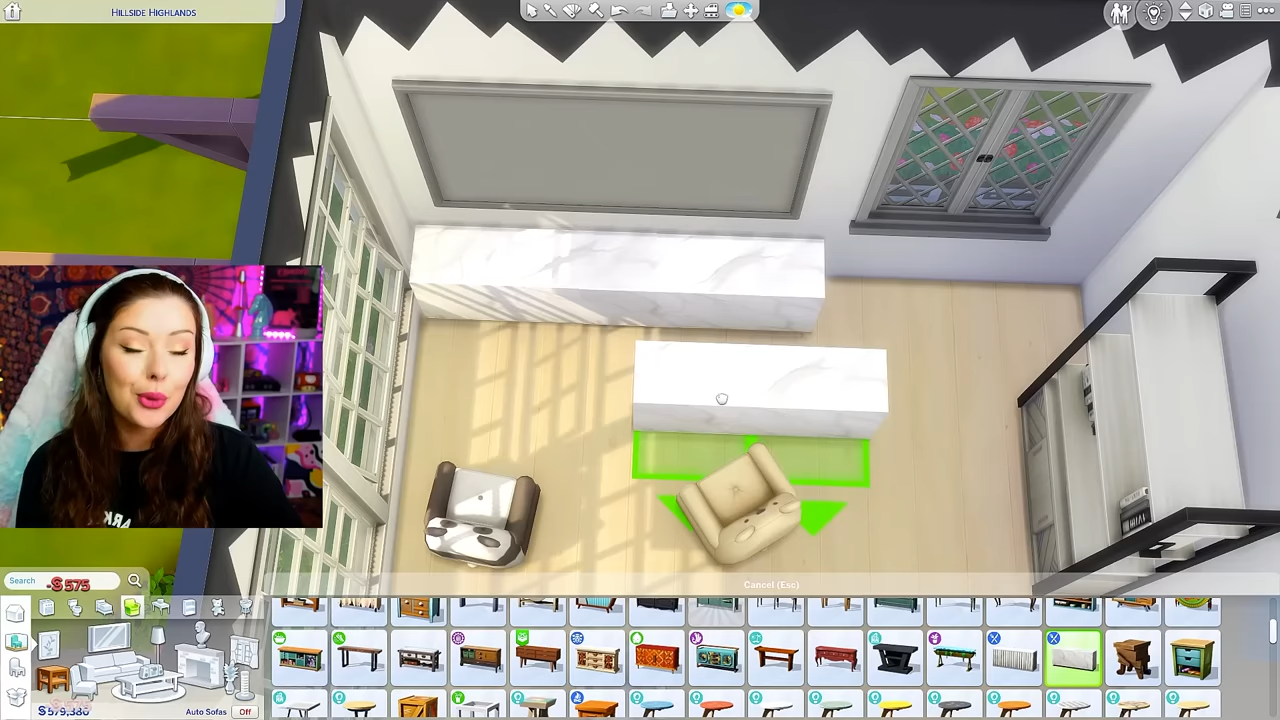 HILLSIDE HIGHLANDS
Cancel (Esc)
Search
-§575
§579,380
Auto Sofas Off